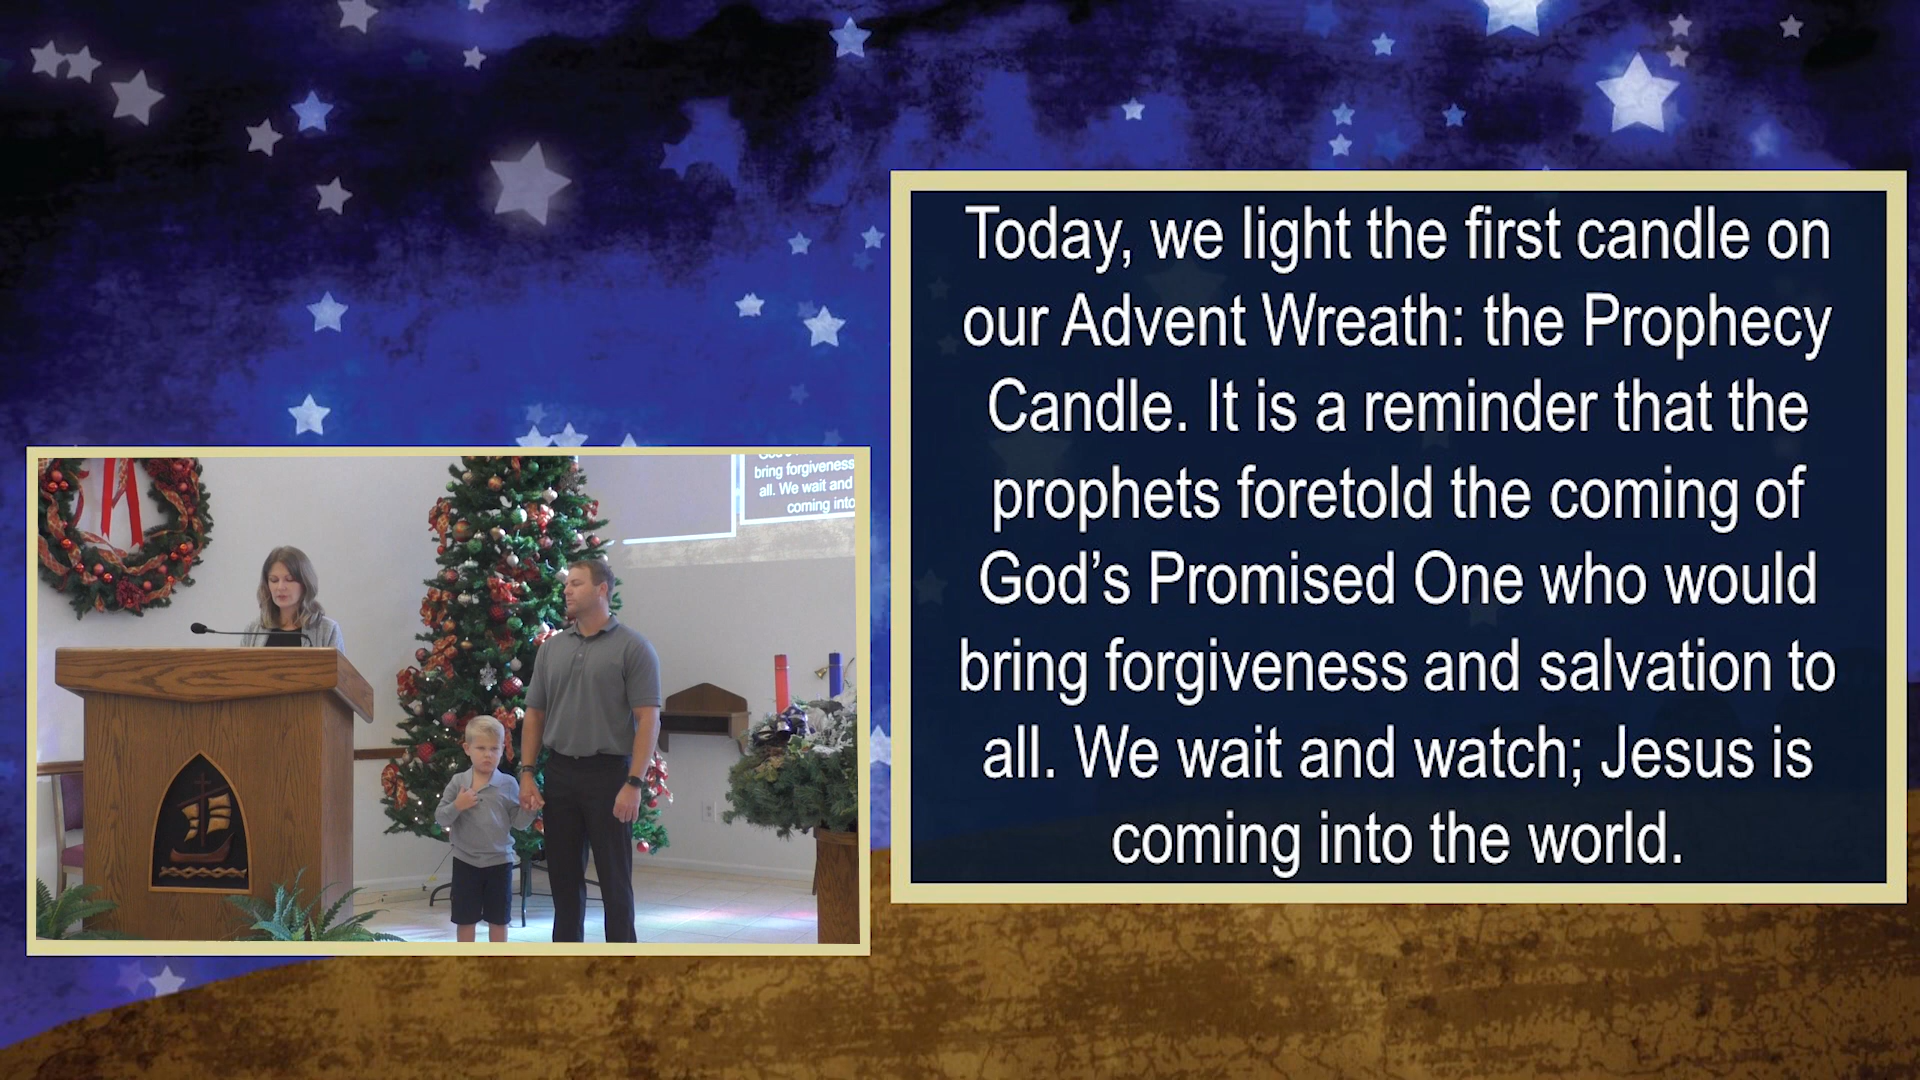 Today, we light the first candle on
our Advent Wreath: the Prophecy
Candle. It is a reminder that the
prophets foretold the coming of
God’s Promised One who would
bring forgiveness and salvation to
all. We wait and watch; Jesus is
coming into the world.
bring forgiveness
all. We wait and
coming into